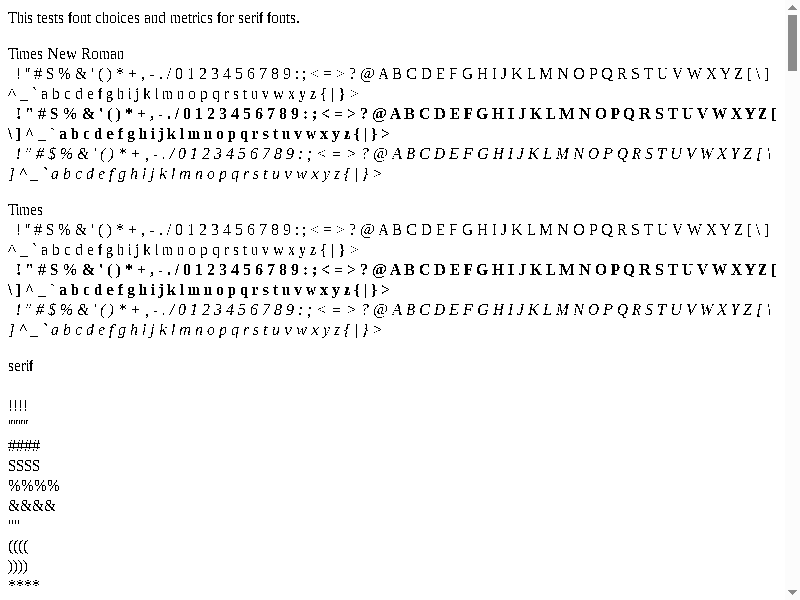 This tests font choices and metrics for serif fonts.
Times New Roman
! " # S % & ' ( ) * + , - . / 0 1 2 3 4 5 6 7 8 9 : ; < = > ? @ A B C D E F G H I J K L M N O P Q R S T U V W X Y Z [ \ ]
^ _ ` a b c d e f g h i j k l m n o p q r s t u v w x y z { | } >
! " # S % & ' ( ) * + , - . / 0 1 2 3 4 5 6 7 8 9 : ; < = > ? @ A B C D E F G H I J K L M N O P Q R S T U V W X Y Z [
\ ] ^ _ ` a b c d e f g h i j k l m n o p q r s t u v w x y z { | } >
! " # $ % & ' ( ) * + , - . / 0 1 2 3 4 5 6 7 8 9 : ; < = > ? @ A B C D E F G H I J K L M N O P Q R S T U V W X Y Z [ \
] ^ _ ` a b c d e f g h i j k l m n o p q r s t u v w x y z { | } >
Times
! " # S % & ' ( ) * + , - . / 0 1 2 3 4 5 6 7 8 9 : ; < = > ? @ A B C D E F G H I J K L M N O P Q R S T U V W X Y Z [ \ ]
^ _ ` a b c d e f g h i j k l m n o p q r s t u v w x y z { | } >
! " # S % & ' ( ) * + , - . / 0 1 2 3 4 5 6 7 8 9 : ; < = > ? @ A B C D E F G H I J K L M N O P Q R S T U V W X Y Z [
\ ] ^ _ ` a b c d e f g h i j k l m n o p q r s t u v w x y z { | } >
! " # $ % & ' ( ) * + , - . / 0 1 2 3 4 5 6 7 8 9 : ; < = > ? @ A B C D E F G H I J K L M N O P Q R S T U V W X Y Z [ \
] ^ _ ` a b c d e f g h i j k l m n o p q r s t u v w x y z { | } >
serif
!!!!
""""
####
SSSS
%%%%
&&&&
''''
((((
))))
****